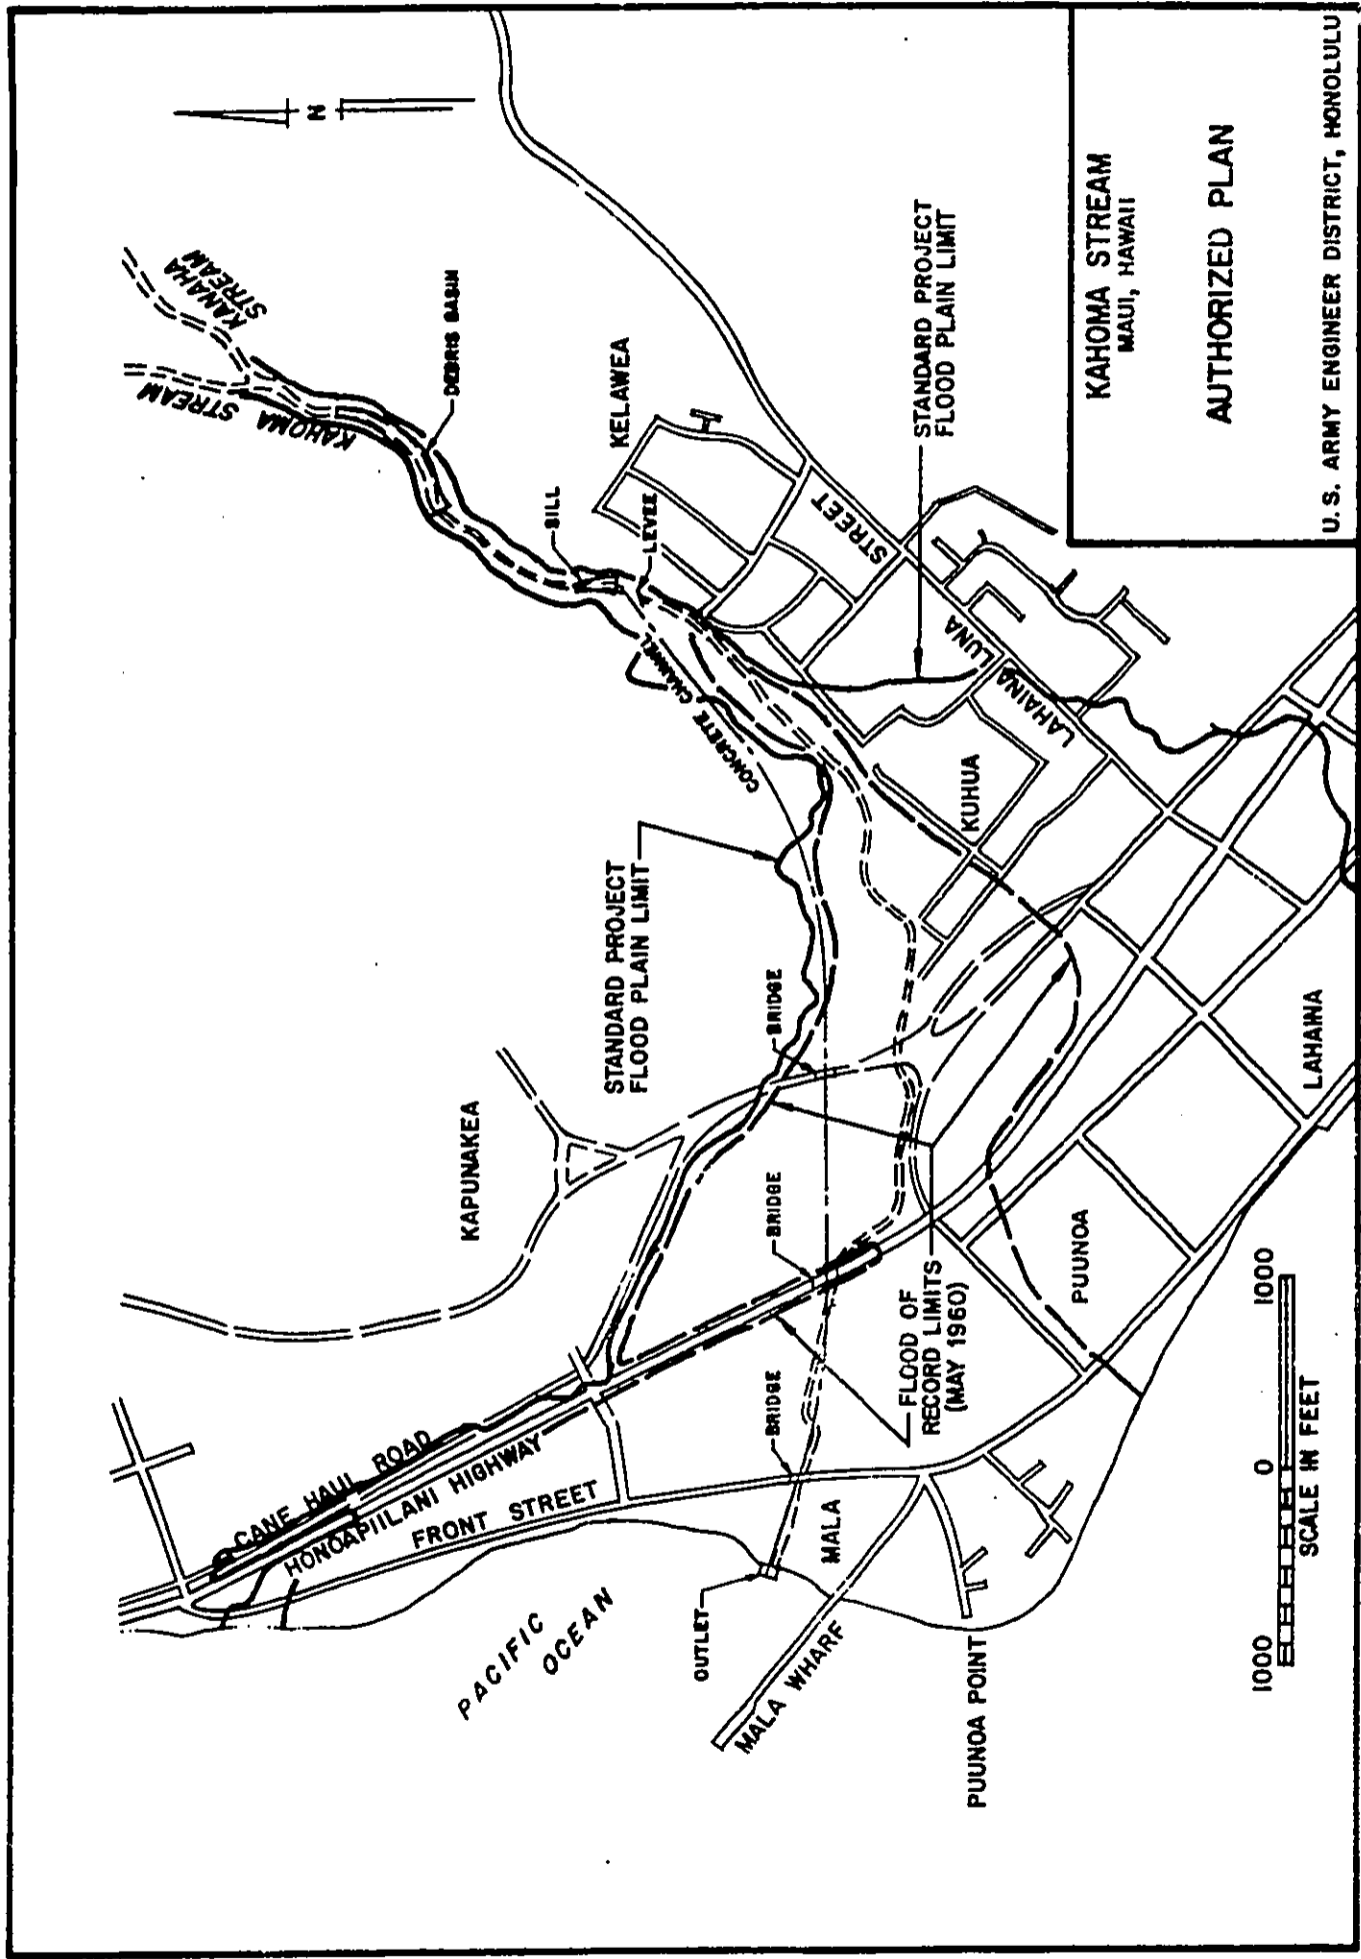 N
KANAHA
STREAM
KAHOMA STREAM
DEBRIS BASIN
SILL
LEVEE
KELAWEA
CONCRETE CHANNEL
STANDARD PROJECT
FLOOD PLAIN LIMIT
STANDARD PROJECT
FLOOD PLAIN LIMIT
LAHAINA LUNA STREET
LAHAINA
KUHUA
KAPUNAKEA
BRIDGE
BRIDGE
BRIDGE
CANE HAUL ROAD
HONOAPIILANI HIGHWAY
FRONT STREET
FLOOD OF
RECORD LIMITS
(MAY 1960)
PACIFIC
OCEAN
OUTLET
MALA
MALA WHARF
PUUNOA POINT
PUUNOA
LAHAINA
1000 0 1000
SCALE IN FEET
KAHOMA STREAM
MAUI, HAWAII
AUTHORIZED PLAN
U.S. ARMY ENGINEER DISTRICT, HONOLULU